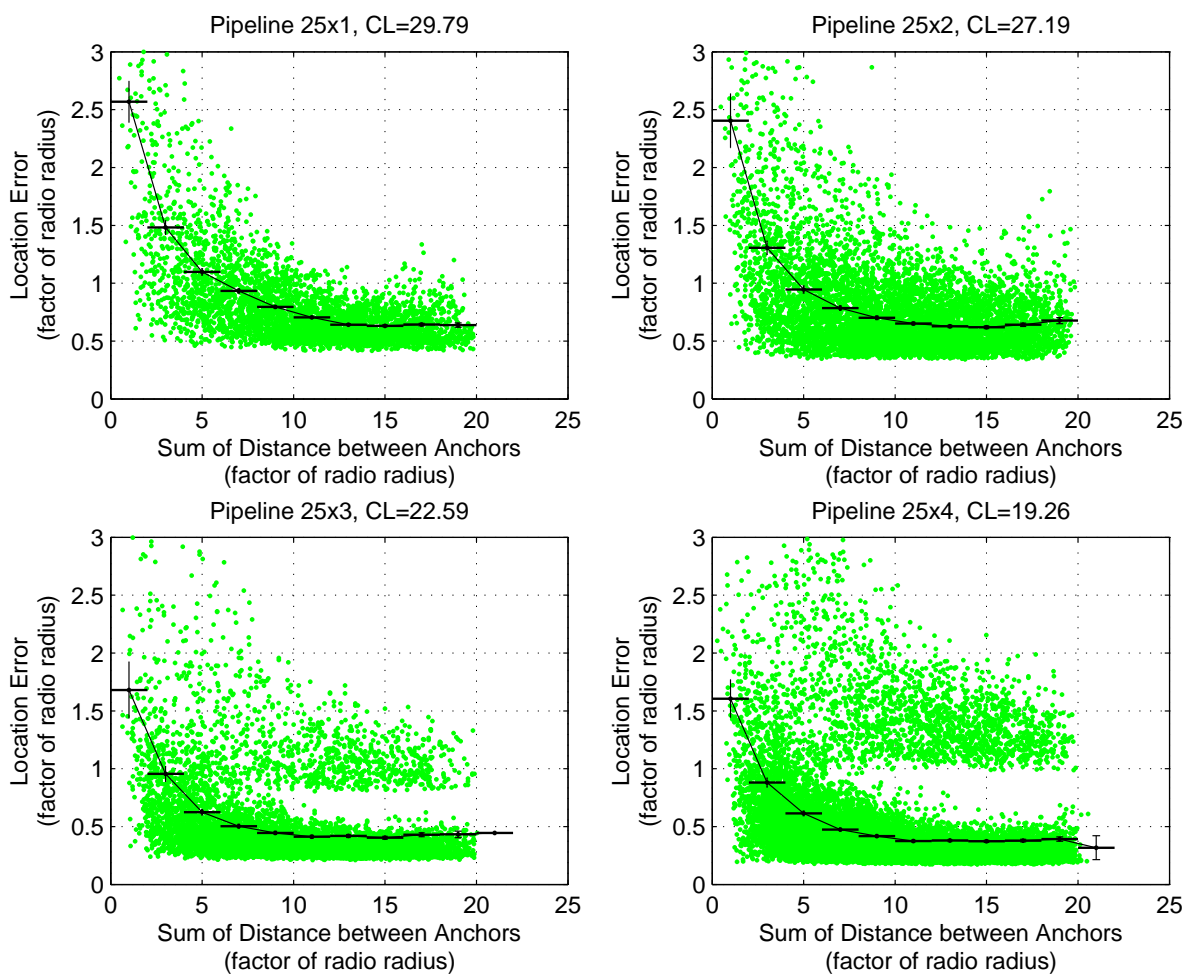 Pipeline 25x1, CL=29.79
3
2.5
2
1.5
1
0.5
0
Location Error
(factor of radio radius)
0 5 10 15 20 25
Sum of Distance between Anchors
(factor of radio radius)
Pipeline 25x2, CL=27.19
3
2.5
2
1.5
1
0.5
0
Location Error
(factor of radio radius)
0 5 10 15 20 25
Sum of Distance between Anchors
(factor of radio radius)
Pipeline 25x3, CL=22.59
3
2.5
2
1.5
1
0.5
0
Location Error
(factor of radio radius)
0 5 10 15 20 25
Sum of Distance between Anchors
(factor of radio radius)
Pipeline 25x4, CL=19.26
3
2.5
2
1.5
1
0.5
0
Location Error
(factor of radio radius)
0 5 10 15 20 25
Sum of Distance between Anchors
(factor of radio radius)